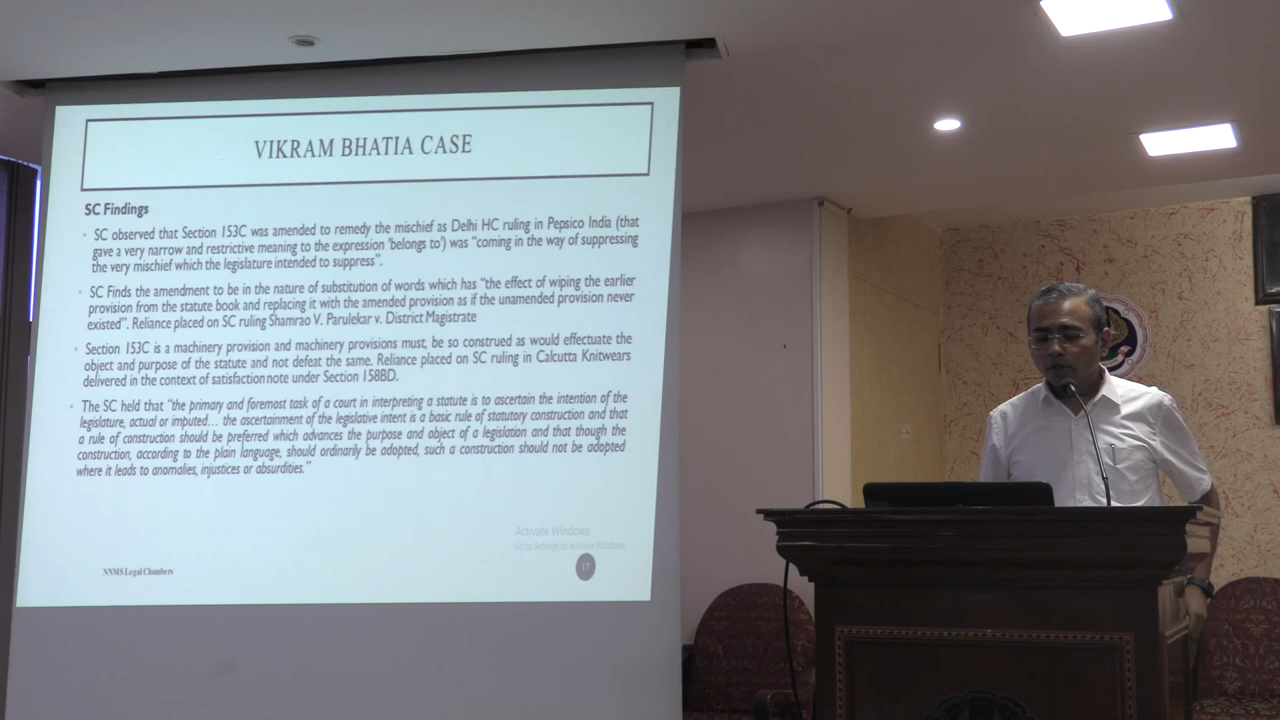 VIKRAM BHATIA CASE
SC Findings
SC observed that Section 153C was amended to remedy the mischief as Delhi HC ruling in Pepsico India (that
gave a very narrow and restrictive meaning to the expression 'belongs to') was "coming in the way of suppressing
the very mischief which the legislature intended to suppress".
SC Finds the amendment to be in the nature of substitution of words which has "the effect of wiping the earlier
provision from the statute book and replacing it with the amended provision as if the unamended provision never
existed". Reliance placed on SC ruling Shamrao V. Parulekar v. District Magistrate
Section 153C is a machinery provision and machinery provisions must, be so construed as would effectuate the
object and purpose of the statute and not defeat the same. Reliance placed on SC ruling in Calcutta Knitwears
delivered in the context of satisfaction note under Section 158BD.
The SC held that "the primary and foremost task of a court in interpreting a statute is to ascertain the intention of the
legislature, actual or imputed... the ascertainment of the legislative intent is a basic rule of statutory construction and that
a rule of construction should be preferred which advances the purpose and object of a legislation and that though the
construction, according to the plain language, should ordinarily be adopted, such a construction should not be adopted
where it leads to anomalies, injustices or absurdities."
Activate Windows
Go to Settings to activate Windows.
NNMS Legal Chambers
17